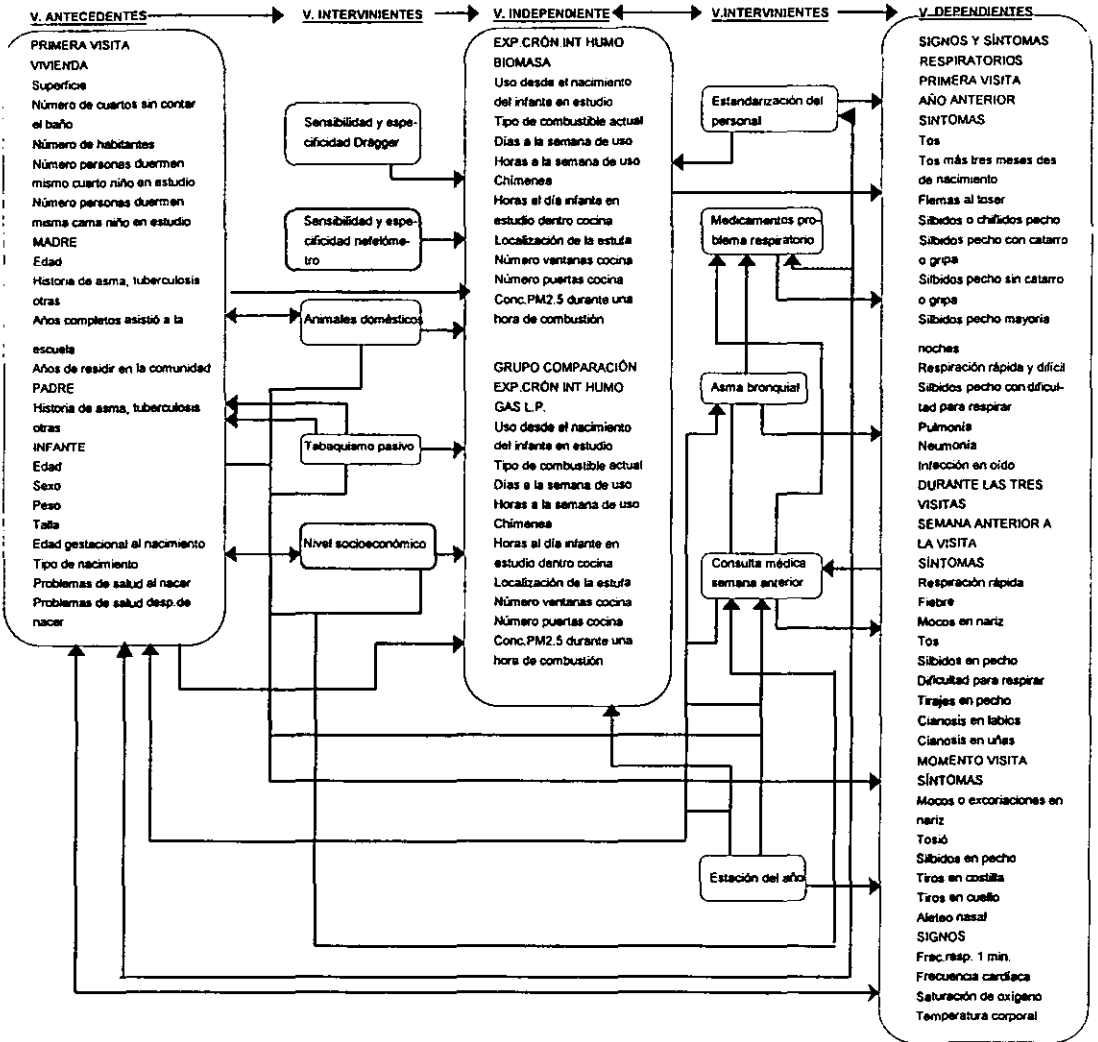 V. ANTECEDENTES
V. INTERVINIENTES
V. INDEPENDIENTE
V.INTERVINIENTES
V. DEPENDIENTES
PRIMERA VISITA
VIVIENDA
Superficie
Número de cuartos sin contar
el baño
Número de habitantes
Número personas duermen
mismo cuarto niño en estudio
Número personas duermen
misma cama niño en estudio
MADRE
Edad
Historia de asma, tuberculosis
otras
Años completos asistió a la
escuela
Años de residir en la comunidad
PADRE
Historia de asma, tuberculosis
otras
INFANTE
Edad
Sexo
Peso
Talla
Edad gestacional al nacimiento
Tipo de nacimiento
Problemas de salud al nacer
Problemas de salud desp.de
nacer
Sensibilidad y espe-
cificidad Drägger
Sensibilidad y espe-
cificidad nefelóme-
tro
Animales domésticos
Tabaquismo pasivo
Nivel socioeconómico
EXP.CRÓN.INT HUMO
BIOMASA
Uso desde el nacimiento
del infante en estudio
Tipo de combustible actual
Días a la semana de uso
Horas a la semana de uso
Chimenea
Horas al día infante en
estudio dentro cocina
Localización de la estufa
Número ventanas cocina
Número puertas cocina
Conc.PM2.5 durante una
hora de combustión
GRUPO COMPARACIÓN
EXP.CRÓN INT HUMO
GAS L.P.
Uso desde el nacimiento
del infante en estudio
Tipo de combustible actual
Días a la semana de uso
Horas a la semana de uso
Chimenea
Horas al día infante en
estudio dentro cocina
Localización de la estufa
Número ventanas cocina
Número puertas cocina
Conc.PM2.5 durante una
hora de combustión
Estandarización del
personal
Medicamentos pro-
blema respiratorio
Asma bronquial
Consulta médica
semana anterior
Estación del año
SIGNOS Y SÍNTOMAS
RESPIRATORIOS
PRIMERA VISITA
AÑO ANTERIOR
SINTOMAS
Tos
Tos más tres meses des
de nacimiento
Flemas al toser
Silbidos o chiflidos pecho
Silbidos pecho con catarro
o gripa
Silbidos pecho sin catarro
o gripa
Silbidos pecho mayoría
noches
Respiración rápida y difícil
Silbidos pecho con dificul-
tad para respirar
Pulmonía
Neumonía
Infección en oído
DURANTE LAS TRES
VISITAS
SEMANA ANTERIOR A
LA VISITA
SÍNTOMAS
Respiración rápida
Fiebre
Mocos en nariz
Tos
Silbidos en pecho
Dificultad para respirar
Tirajes en pecho
Cianosis en labios
Cianosis en uñas
MOMENTO VISITA
SÍNTOMAS
Mocos o excoriaciones en
nariz
Tosió
Silbidos en pecho
Tiros en costilla
Tiros en cuello
Aleteo nasal
SIGNOS
Frec.resp. 1 min.
Frecuencia cardíaca
Saturación de oxígeno
Temperatura corporal